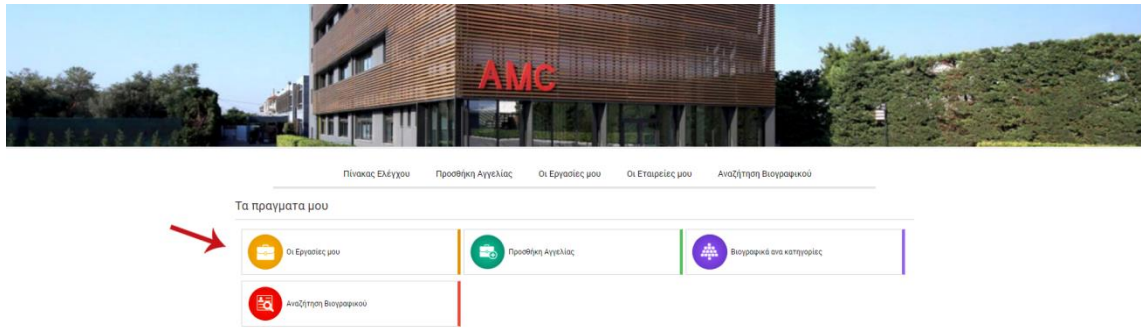 AMC
Πίνακας Ελέγχου Προσθήκη Αγγελίας Οι Εργασίες μου Οι Εταιρείες μου Αναζήτηση Βιογραφικού
Τα πραγματα μου
Οι Εργασίες μου Προσθήκη Αγγελίας Βιογραφικά ανα κατηγορίες
Αναζήτηση Βιογραφικού